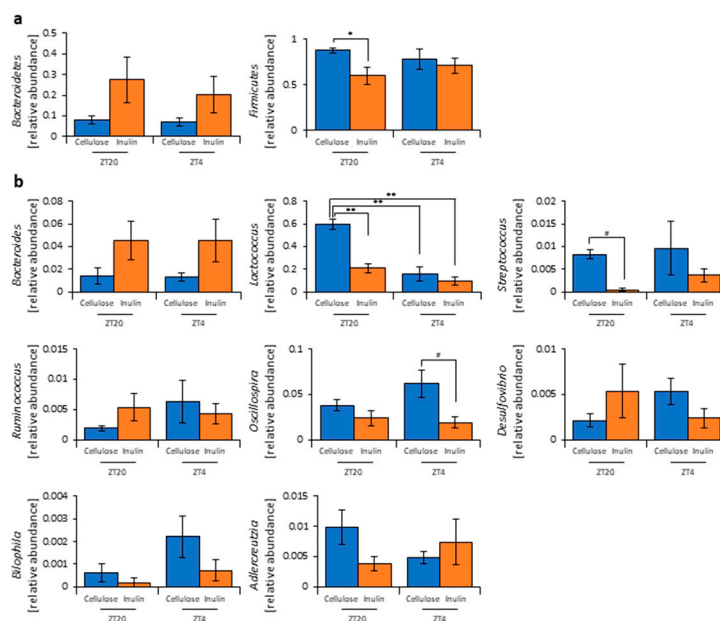 a
Bacteroidetes
[relative abundance]
0.5
0.4
0.3
0.2
0.1
0
Cellulose Inulin Cellulose Inulin
ZT20 ZT4
Firmicutes
[relative abundance]
1
0.5
0
*
Cellulose Inulin Cellulose Inulin
ZT20 ZT4
b
Bacteroides
[relative abundance]
0.08
0.06
0.04
0.02
0
Cellulose Inulin Cellulose Inulin
ZT20 ZT4
Lactococcus
[relative abundance]
0.8
0.6
0.4
0.2
0
**
**
**
Cellulose Inulin Cellulose Inulin
ZT20 ZT4
Streptococcus
[relative abundance]
0.02
0.015
0.01
0.005
0
#
Cellulose Inulin Cellulose Inulin
ZT20 ZT4
Ruminococcus
[relative abundance]
0.015
0.01
0.005
0
Cellulose Inulin Cellulose Inulin
ZT20 ZT4
Oscillospira
[relative abundance]
0.1
0.05
0
#
Cellulose Inulin Cellulose Inulin
ZT20 ZT4
Desulfovibrio
[relative abundance]
0.01
0.005
0
Cellulose Inulin Cellulose Inulin
ZT20 ZT4
Bilophila
[relative abundance]
0.004
0.003
0.002
0.001
0
Cellulose Inulin Cellulose Inulin
ZT20 ZT4
Adlercreutzia
[relative abundance]
0.015
0.01
0.005
0
Cellulose Inulin Cellulose Inulin
ZT20 ZT4